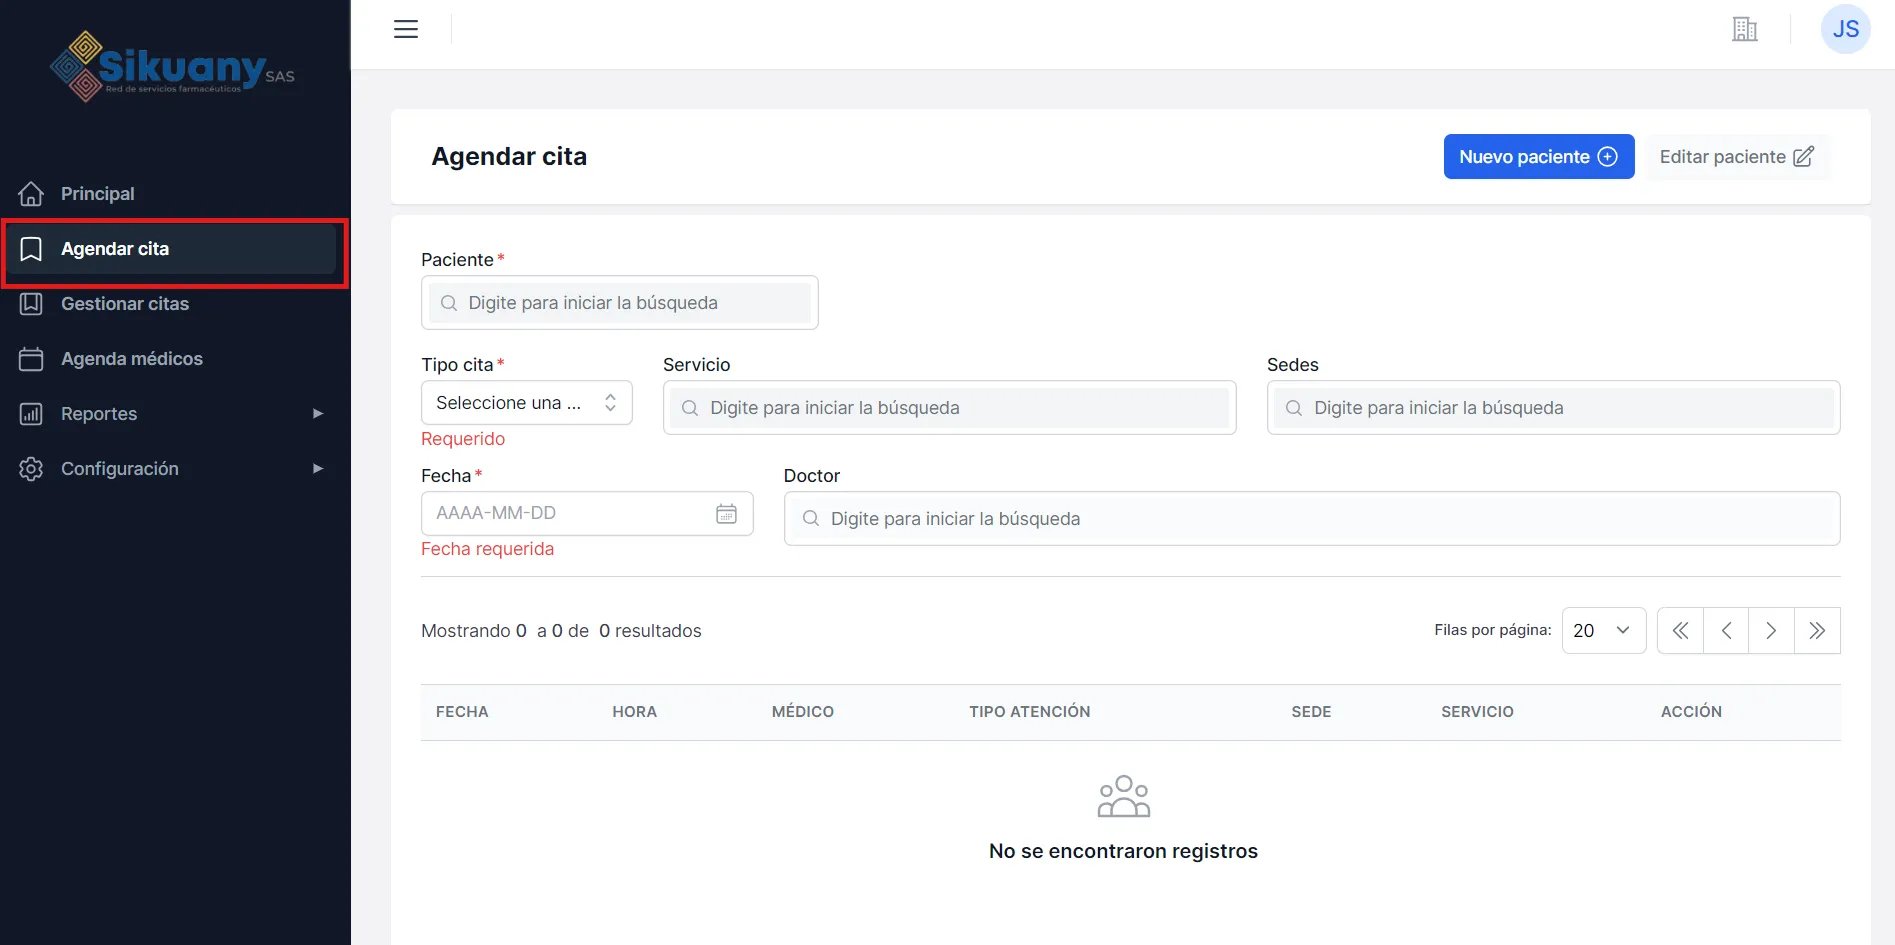 Sikuany SAS
Red de servicios farmacéuticos
JS
Principal
Agendar cita
Gestionar citas
Agenda médicos
Reportes
Configuración
Agendar cita
Nuevo paciente
Editar paciente
Paciente*
Digite para iniciar la búsqueda
Tipo cita* Servicio Sedes
Seleccione una ... Digite para iniciar la búsqueda Digite para iniciar la búsqueda
Requerido
Fecha* Doctor
AAAA-MM-DD Digite para iniciar la búsqueda
Fecha requerida
Mostrando 0 a 0 de 0 resultados Filas por página: 20
FECHA HORA MÉDICO TIPO ATENCIÓN SEDE SERVICIO ACCIÓN
No se encontraron registros